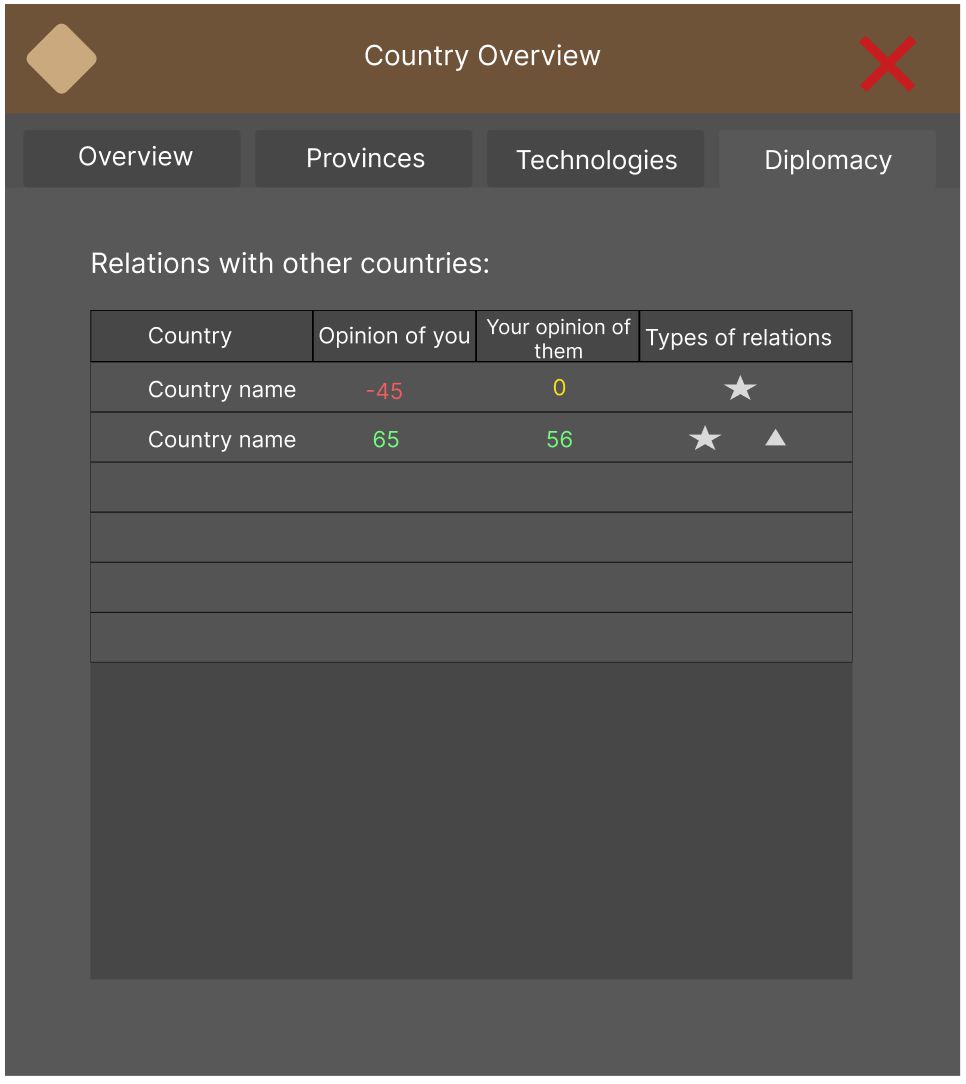 Country Overview
Overview
Provinces
Technologies
Diplomacy
Relations with other countries:
Country
Opinion of you
Your opinion of
them
Types of relations
Country name
-45
0
Country name
65
56